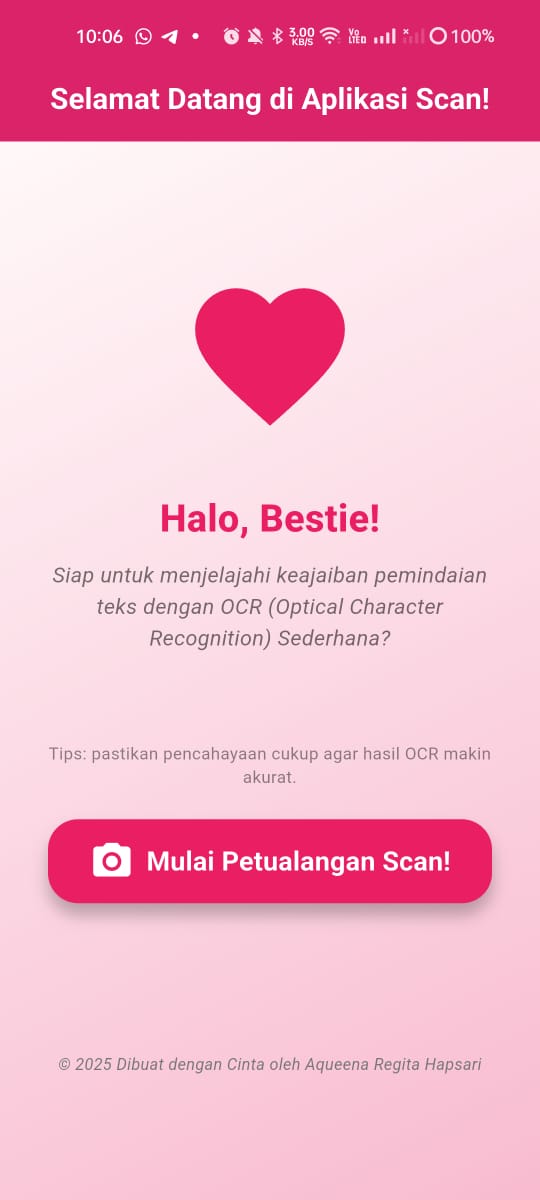 10:06 3.00 KB/S Vo LTED 100%
Selamat Datang di Aplikasi Scan!
Halo, Bestie!
Siap untuk menjelajahi keajaiban pemindaian
teks dengan OCR (Optical Character
Recognition) Sederhana?
Tips: pastikan pencahayaan cukup agar hasil OCR makin
akurat.
Mulai Petualangan Scan!
© 2025 Dibuat dengan Cinta oleh Aqueena Regita Hapsari